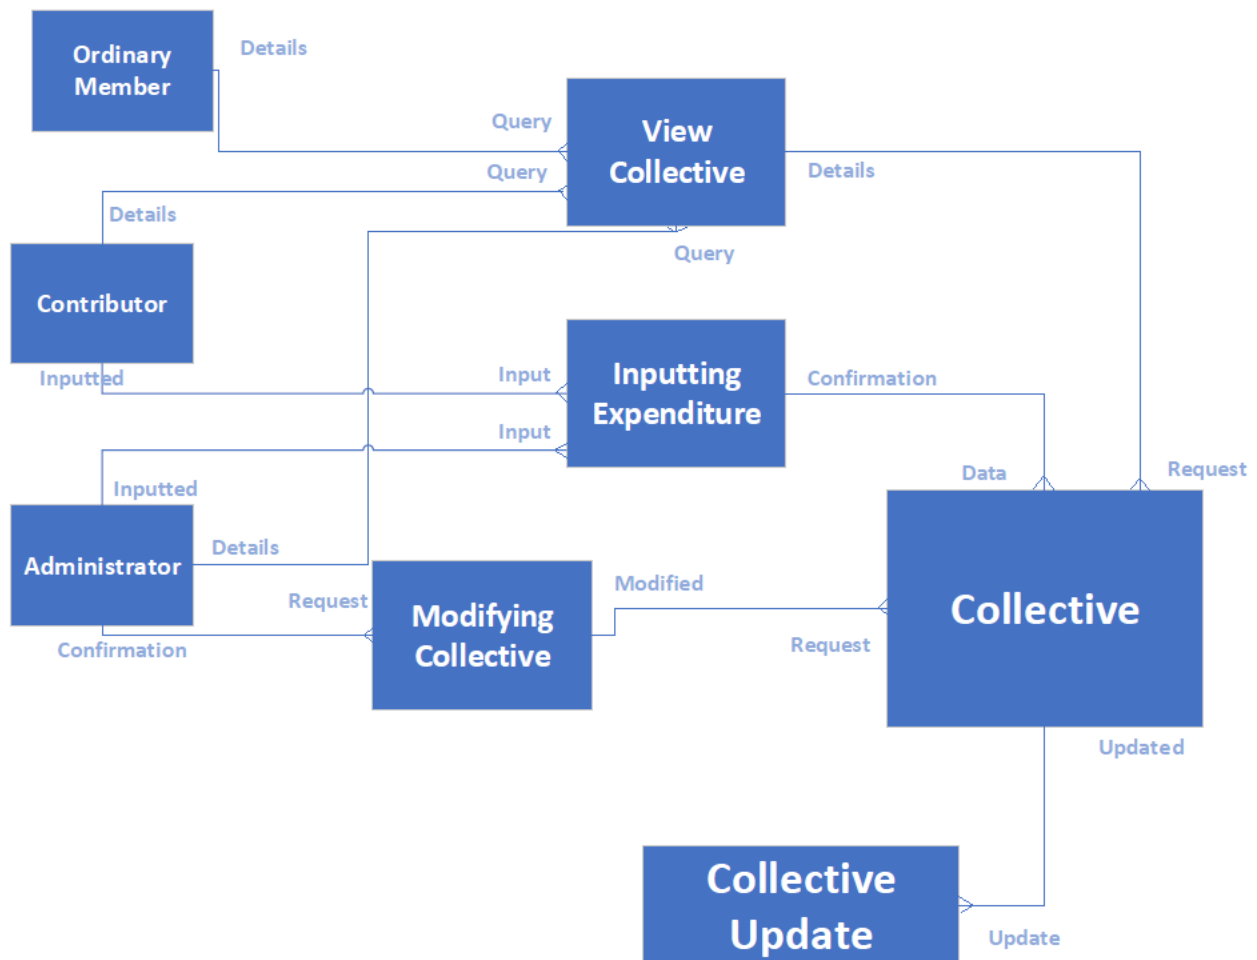 Ordinary
Member
Details
Query
View
Collective
Query
Details
Details
Query
Contributor
Inputted
Input
Inputting
Expenditure
Confirmation
Input
Inputted
Data
Request
Administrator
Details
Request
Confirmation
Modifying
Collective
Modified
Request
Collective
Updated
Collective
Update
Update